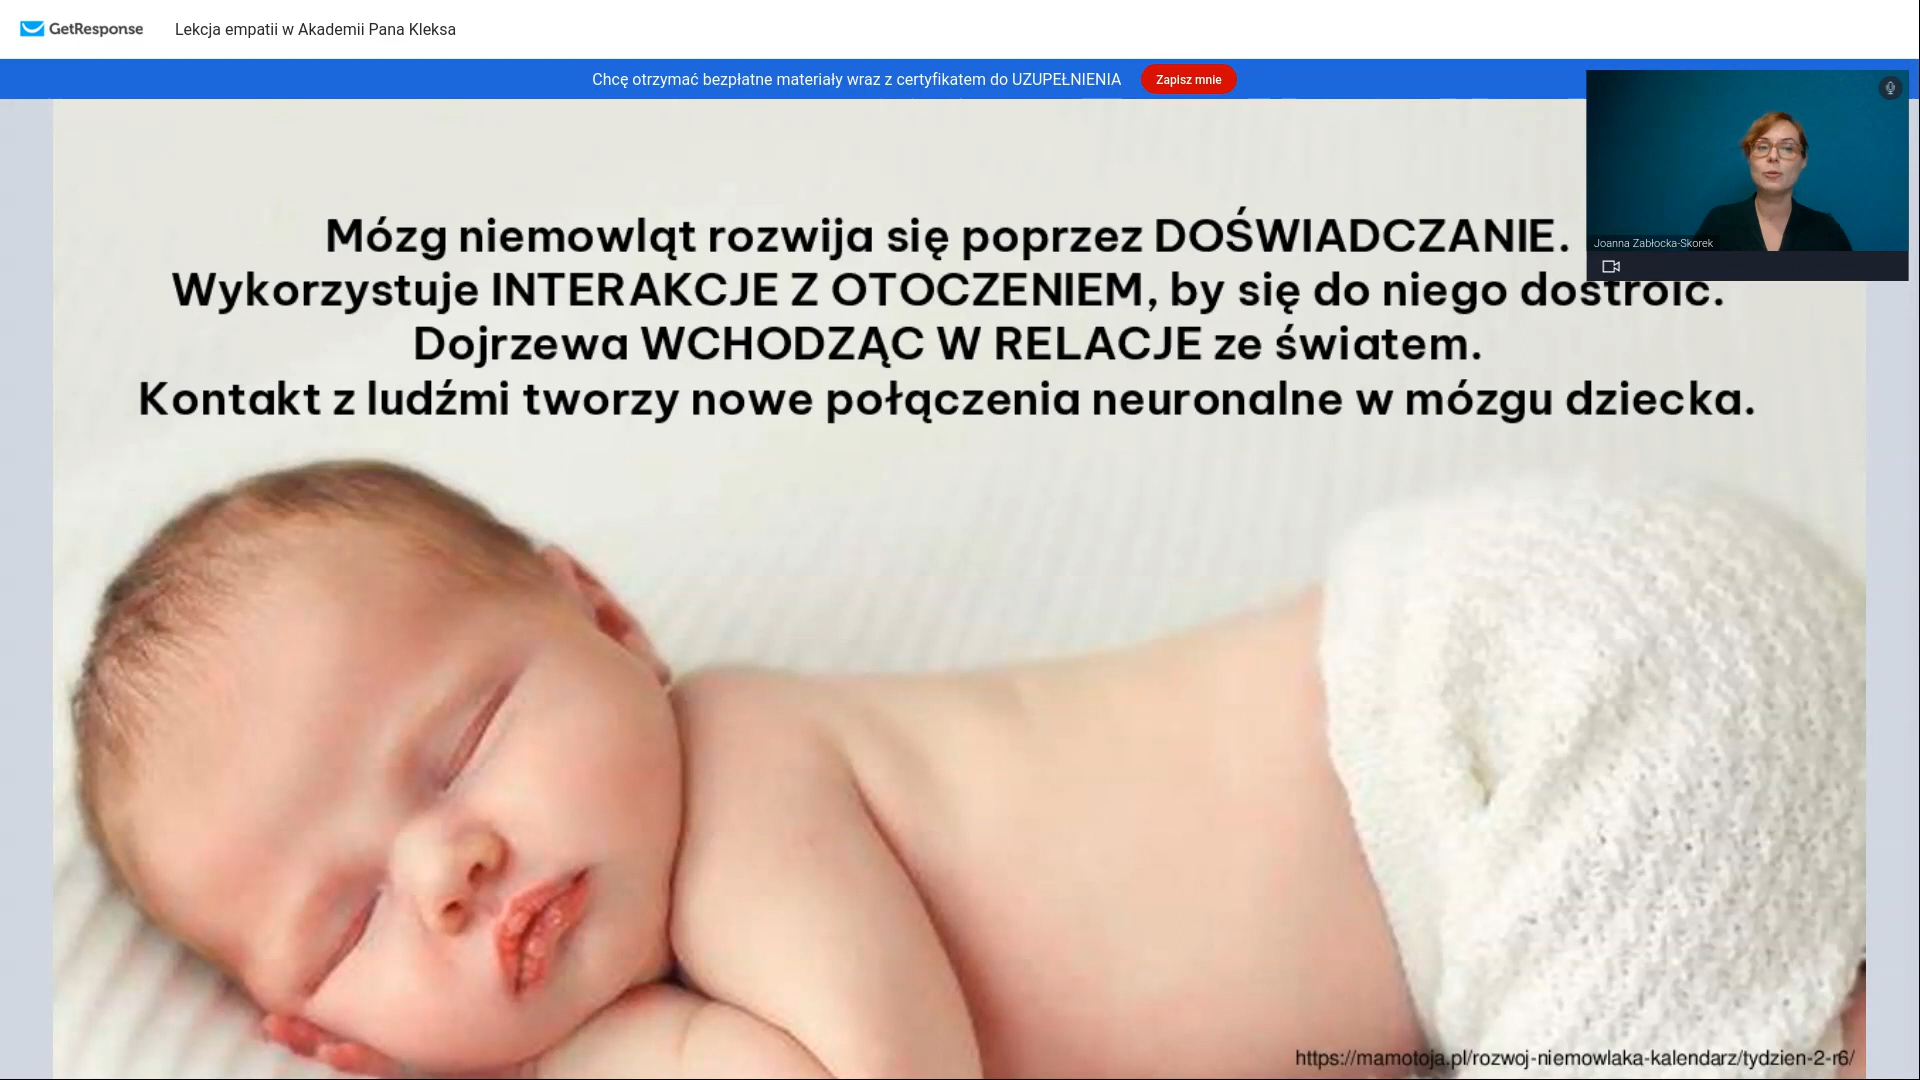 GetResponse
Lekcja empatii w Akademii Pana Kleksa
Chcę otrzymać bezpłatne materiały wraz z certyfikatem do UZUPEŁNIENIA
Zapisz mnie
Joanna Zabłocka-Skorek
Mózg niemowląt rozwija się poprzez DOŚWIADCZANIE.
Wykorzystuje INTERAKCJE Z OTOCZENIEM, by się do niego dostroić.
Dojrzewa WCHODZĄC W RELACJE ze światem.
Kontakt z ludźmi tworzy nowe połączenia neuronalne w mózgu dziecka.
https://mamotoja.pl/rozwoj-niemowlaka-kalendarz/tydzien-2-r6/